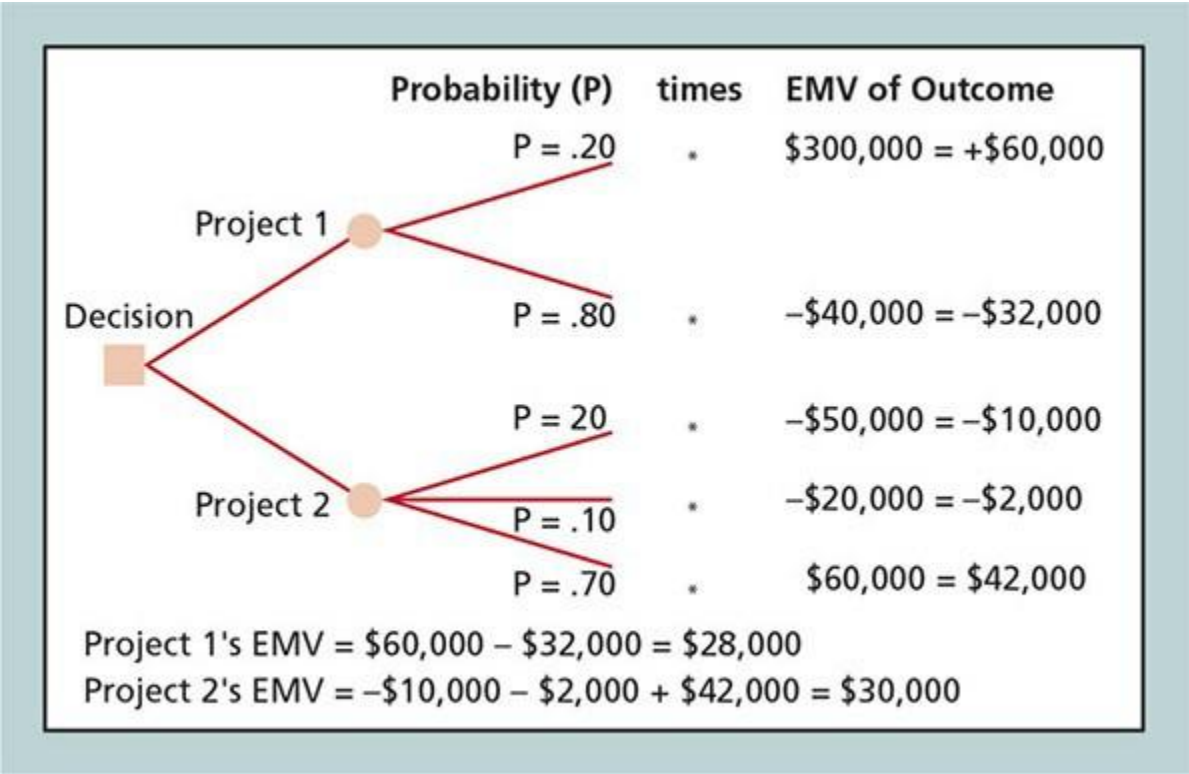 Probability (P) times EMV of Outcome
P = .20 * $300,000 = +$60,000
Project 1
Decision
P = .80 * –$40,000 = –$32,000
P = 20 * –$50,000 = –$10,000
Project 2
P = .10 * –$20,000 = –$2,000
P = .70 * $60,000 = $42,000
Project 1's EMV = $60,000 – $32,000 = $28,000
Project 2's EMV = –$10,000 – $2,000 + $42,000 = $30,000